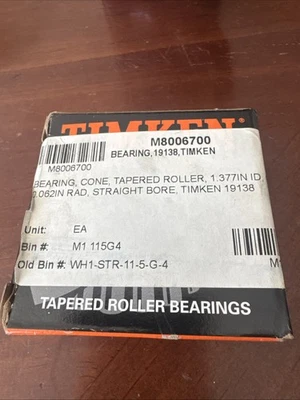 TIMKEN
M8006700
BEARING,19138,TIMKEN
M8006700
BEARING, CONE, TAPERED ROLLER, 1.377IN ID,
0.062IN RAD, STRAIGHT BORE, TIMKEN 19138
Unit: EA
Bin #: M1 115G4
Old Bin #: WH1-STR-11-5-G-4
TAPERED ROLLER BEARINGS